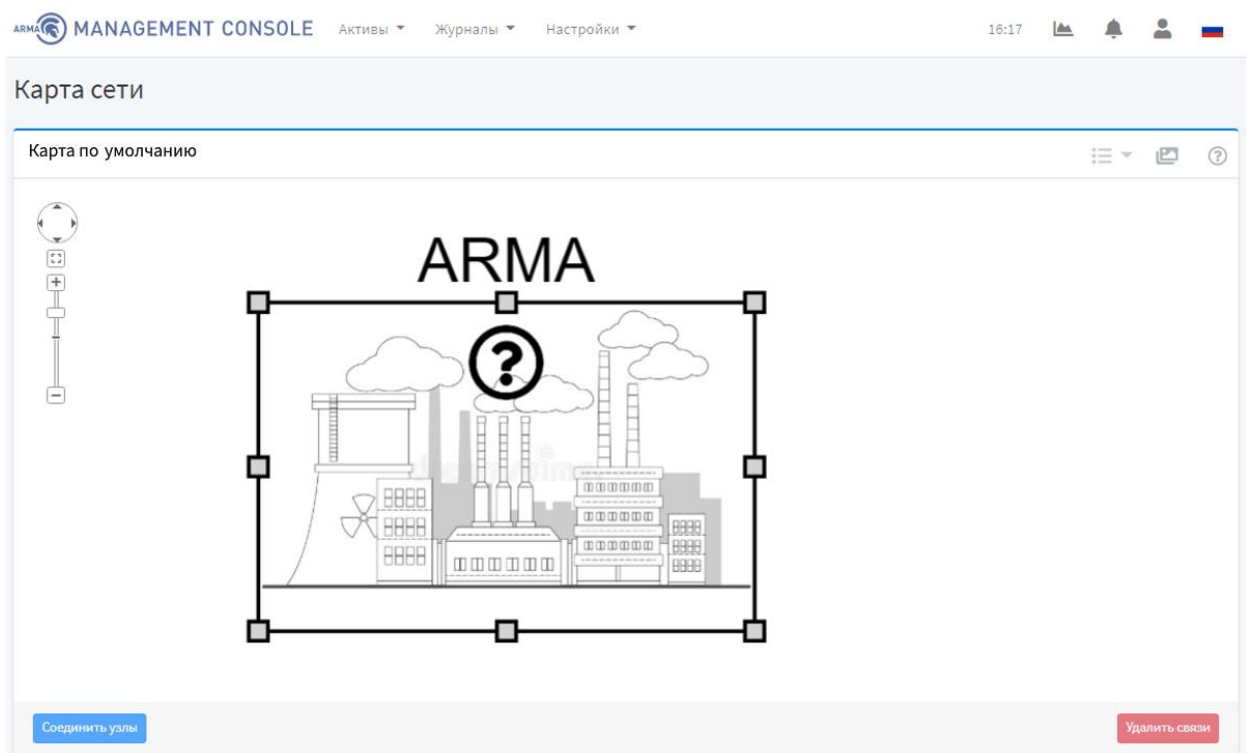 ARMA MANAGEMENT CONSOLE Активы Журналы Настройки 16:17
Карта сети
Карта по умолчанию
ARMA
?
Соединить узлы
Удалить связи